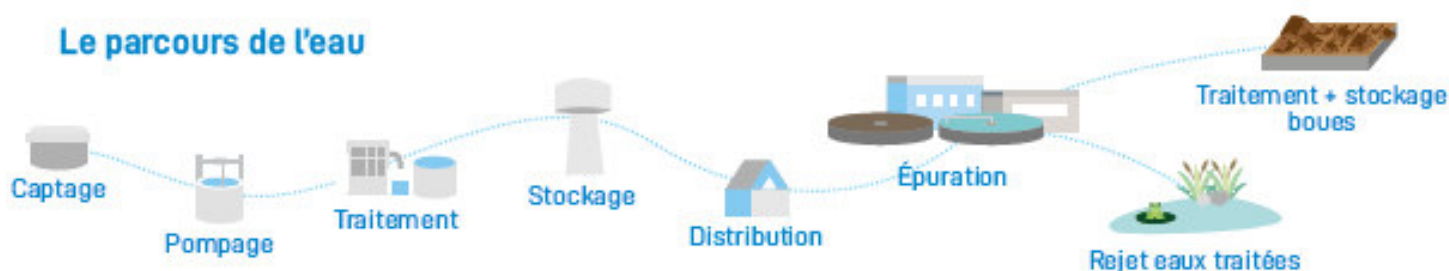 Le parcours de l'eau
Captage
Pompage
Traitement
Stockage
Distribution
Épuration
Traitement + stockage
boues
Rejet eaux traitées